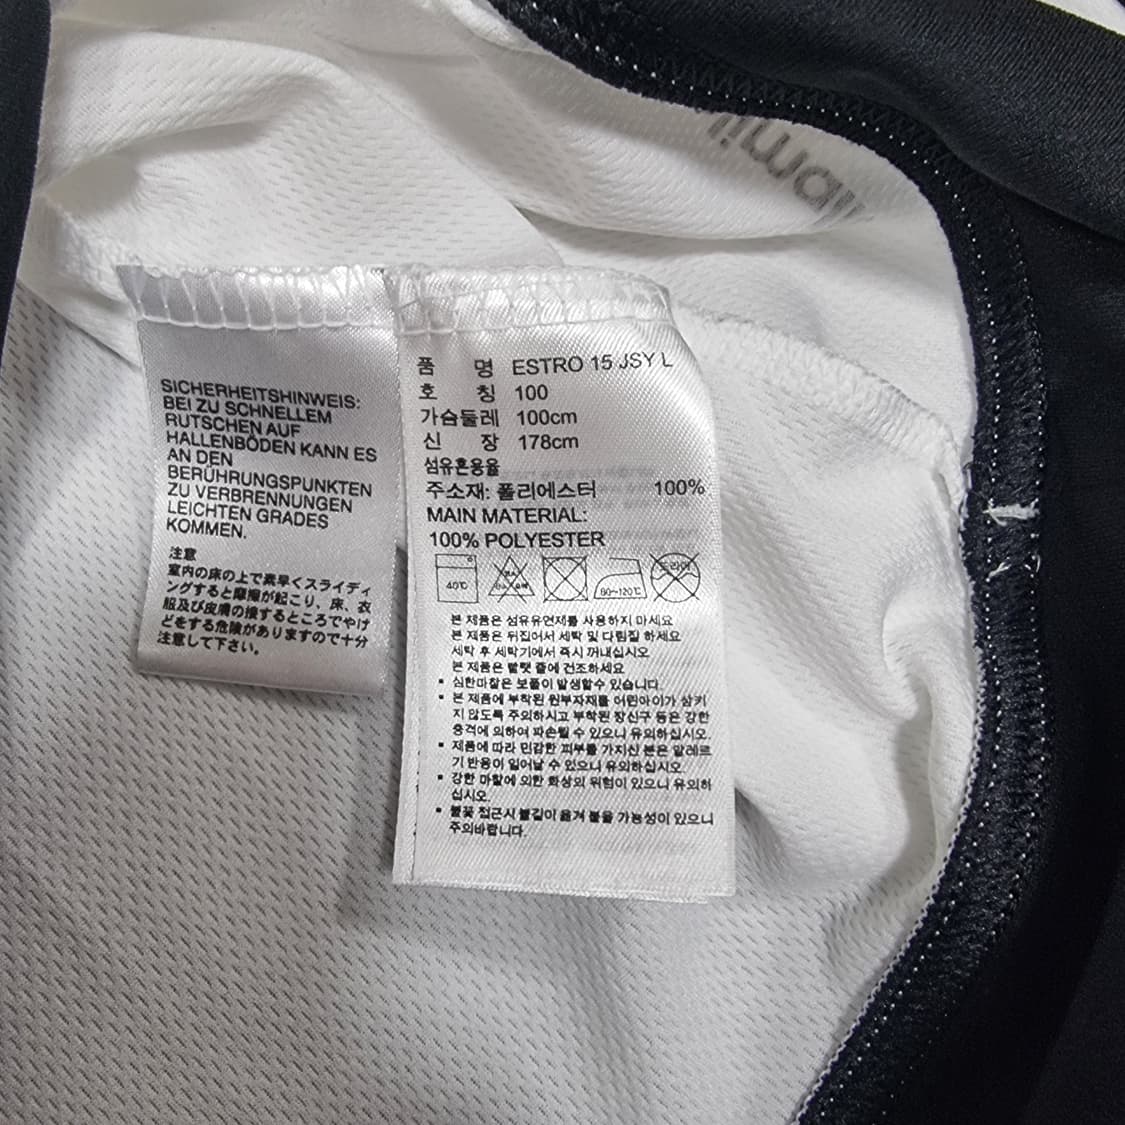 climami
SICHERHEITSHINWEIS:
BEI ZU SCHNELLEM
RUTSCHEN AUF
HALLENBÖDEN KANN ES
AN DEN
BERÜHRUNGSPUNKTEN
ZU VERBRENNUNGEN
LEICHTEN GRADES
KOMMEN.
注意
室内の床の上で素早くスライディ
ングすると摩擦が起こり、床、衣
服及び皮膚の接するところでやけ
どをする危険がありますので十分
注意して下さい。
품 명 ESTRO 15 JSY L
호 칭 100
가슴둘레 100cm
신 장 178cm
섬유혼용율
주소재: 폴리에스터 100%
MAIN MATERIAL:
100% POLYESTER
40℃ 80~120℃ 드라이
본 제품은 섬유유연제를 사용하지 마세요
본 제품은 뒤집어서 세탁 및 다림질 하세요
세탁 후 세탁기에서 즉시 꺼내십시오
본 제품은 빨랫 줄에 건조하세요
▪ 심한마찰은 보풀이 발생할수 있습니다.
▪ 본 제품에 부착된 원부자재를 어린아이가 삼키
지 않도록 주의하시고 부착된 장신구 등은 강한
충격에 의하여 파손될 수 있으니 유의하십시오.
▪ 제품에 따라 민감한 피부를 가지신 분은 알레르
기 반응이 일어날 수 있으니 유의하십시오.
▪ 강한 마찰에 의한 화상의 위험이 있으니 유의하
십시오.
▪ 불꽃 접근시 불길이 옮겨 붙을 가능성이 있으니
주의바랍니다.